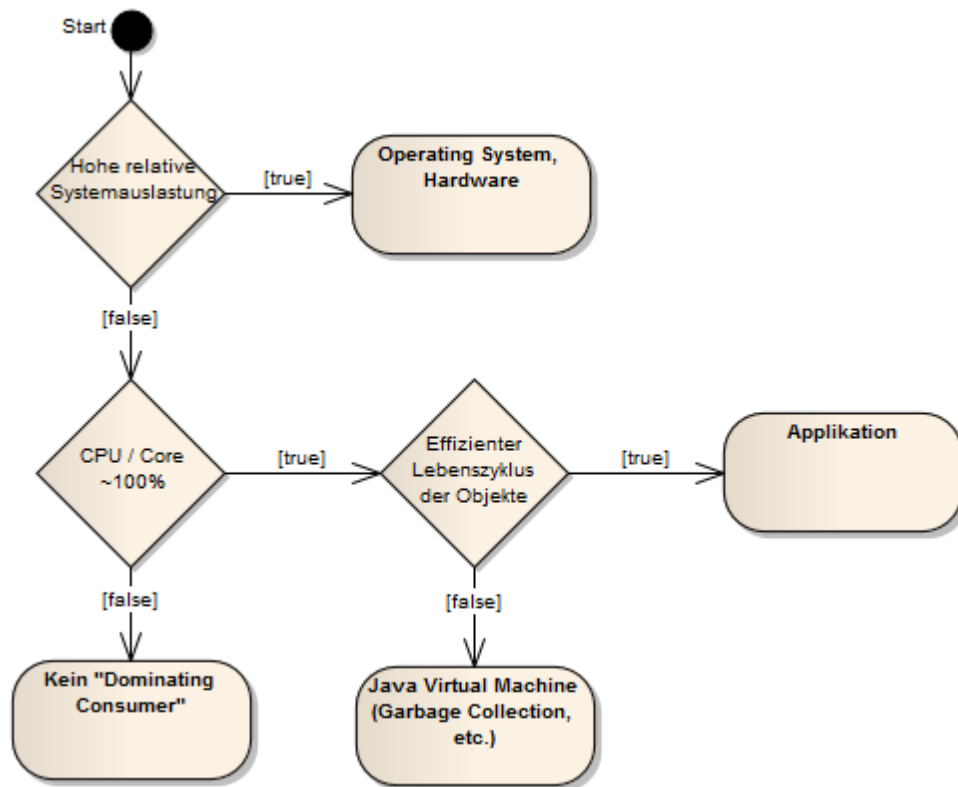 Start
Hohe relative
Systemauslastung
[true]
Operating System,
Hardware
[false]
CPU / Core
~100%
[true]
Effizienter
Lebenszyklus
der Objekte
[true]
Applikation
[false]
[false]
Kein "Dominating
Consumer"
Java Virtual Machine
(Garbage Collection,
etc.)